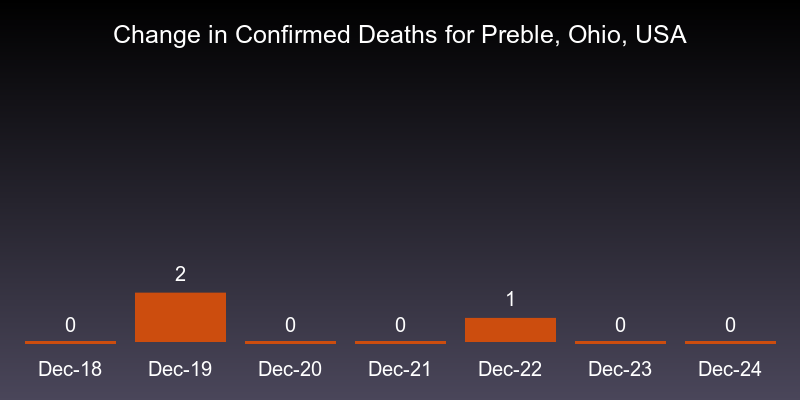 Change in Confirmed Deaths for Preble, Ohio, USA
0 2 0 0 1 0 0
Dec-18 Dec-19 Dec-20 Dec-21 Dec-22 Dec-23 Dec-24